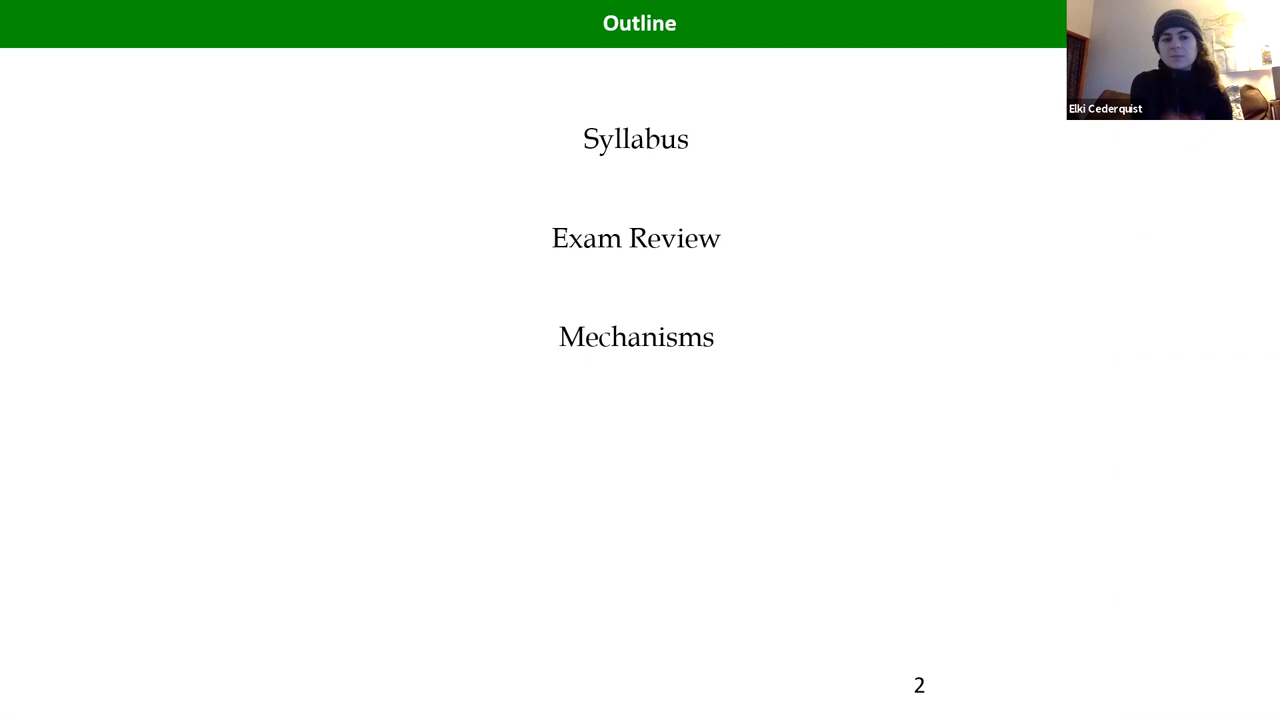 Outline
Elki Cederquist
Syllabus
Exam Review
Mechanisms
2